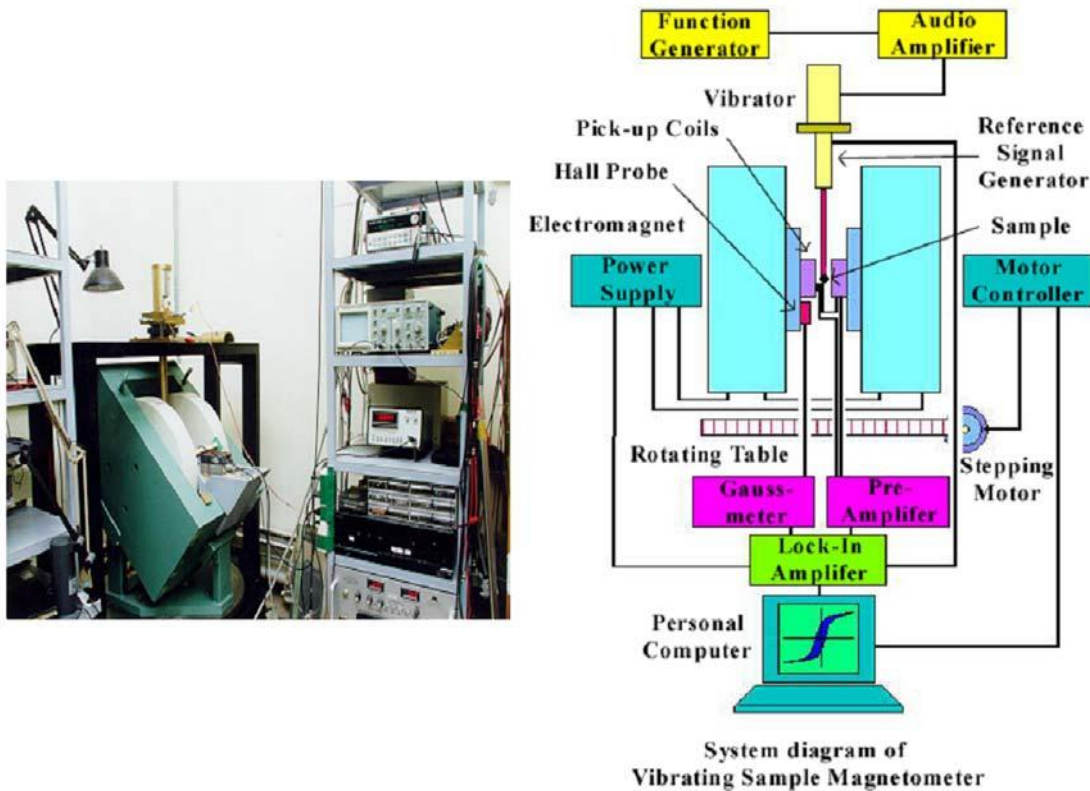 Function
Generator
Audio
Amplifier
Vibrator
Pick-up Coils
Reference
Signal
Generator
Hall Probe
Electromagnet
Sample
Power
Supply
Motor
Controller
Rotating Table
Stepping
Motor
Gauss-
meter
Pre-
Amplifer
Lock-In
Amplifer
Personal
Computer
System diagram of
Vibrating Sample Magnetometer